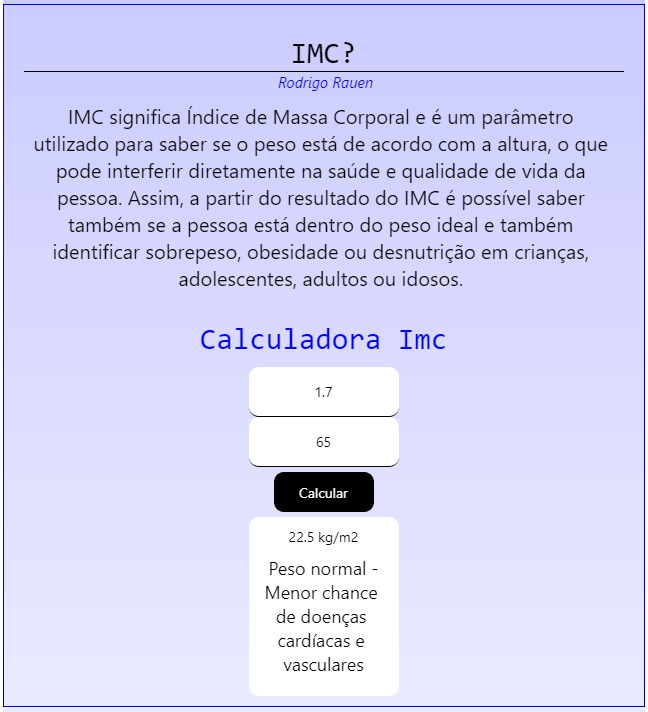 IMC?
Rodrigo Rauen
IMC significa Índice de Massa Corporal e é um parâmetro
utilizado para saber se o peso está de acordo com a altura, o que
pode interferir diretamente na saúde e qualidade de vida da
pessoa. Assim, a partir do resultado do IMC é possível saber
também se a pessoa está dentro do peso ideal e também
identificar sobrepeso, obesidade ou desnutrição em crianças,
adolescentes, adultos ou idosos.
Calculadora Imc
1.7
65
Calcular
22.5 kg/m2
Peso normal -
Menor chance
de doenças
cardíacas e
vasculares